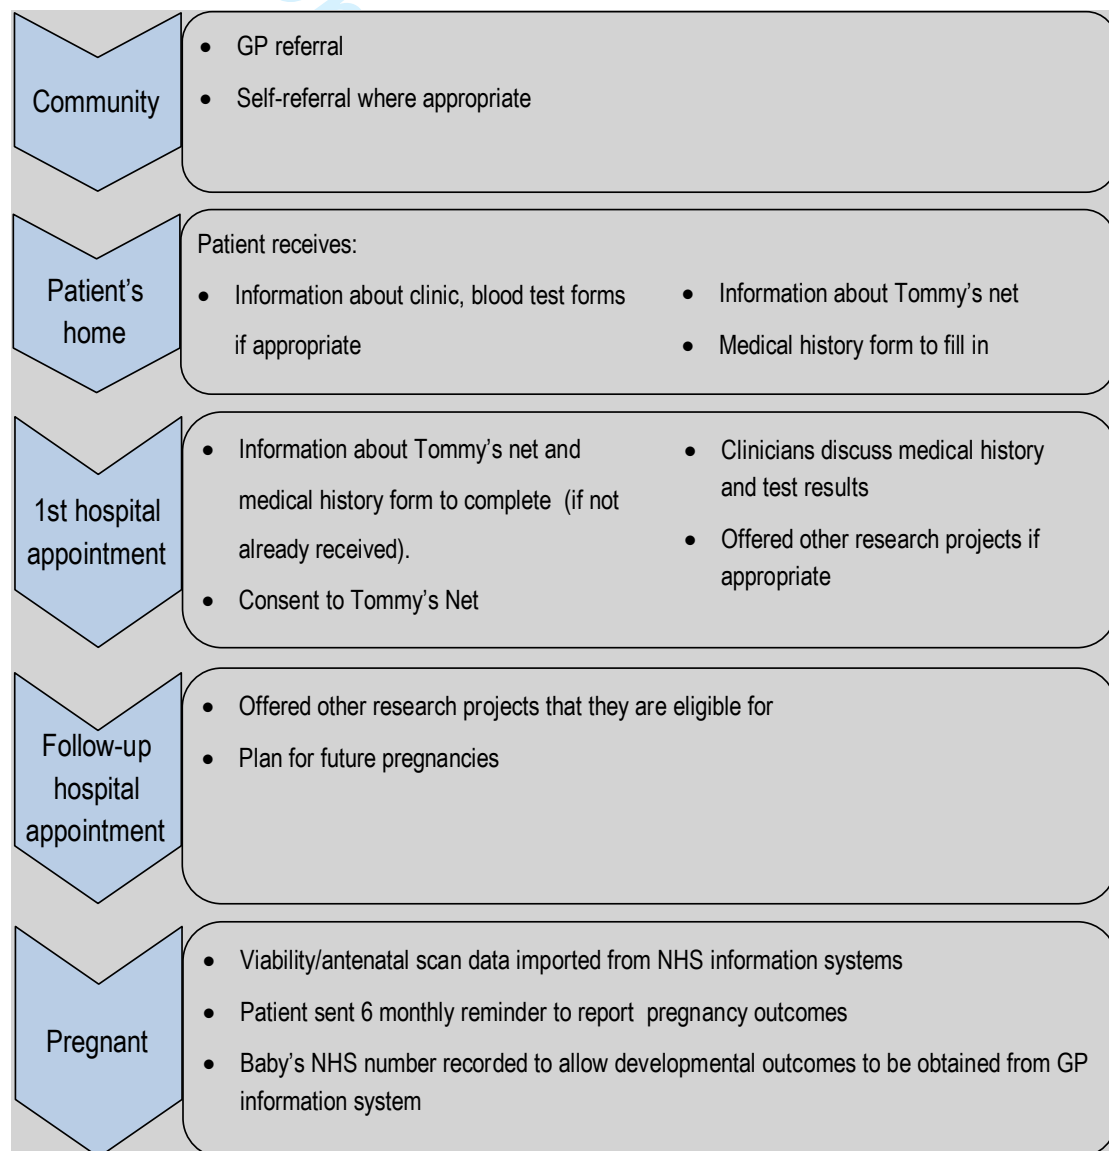 Community
• GP referral
• Self-referral where appropriate
Patient's
home
Patient receives:
• Information about clinic, blood test forms
if appropriate
• Information about Tommy's net
• Medical history form to fill in
1st hospital
appointment
• Information about Tommy's net and
medical history form to complete (if not
already received).
• Consent to Tommy's Net
• Clinicians discuss medical history
and test results
• Offered other research projects if
appropriate
Follow-up
hospital
appointment
• Offered other research projects that they are eligible for
• Plan for future pregnancies
Pregnant
• Viability/antenatal scan data imported from NHS information systems
• Patient sent 6 monthly reminder to report pregnancy outcomes
• Baby's NHS number recorded to allow developmental outcomes to be obtained from GP
information system